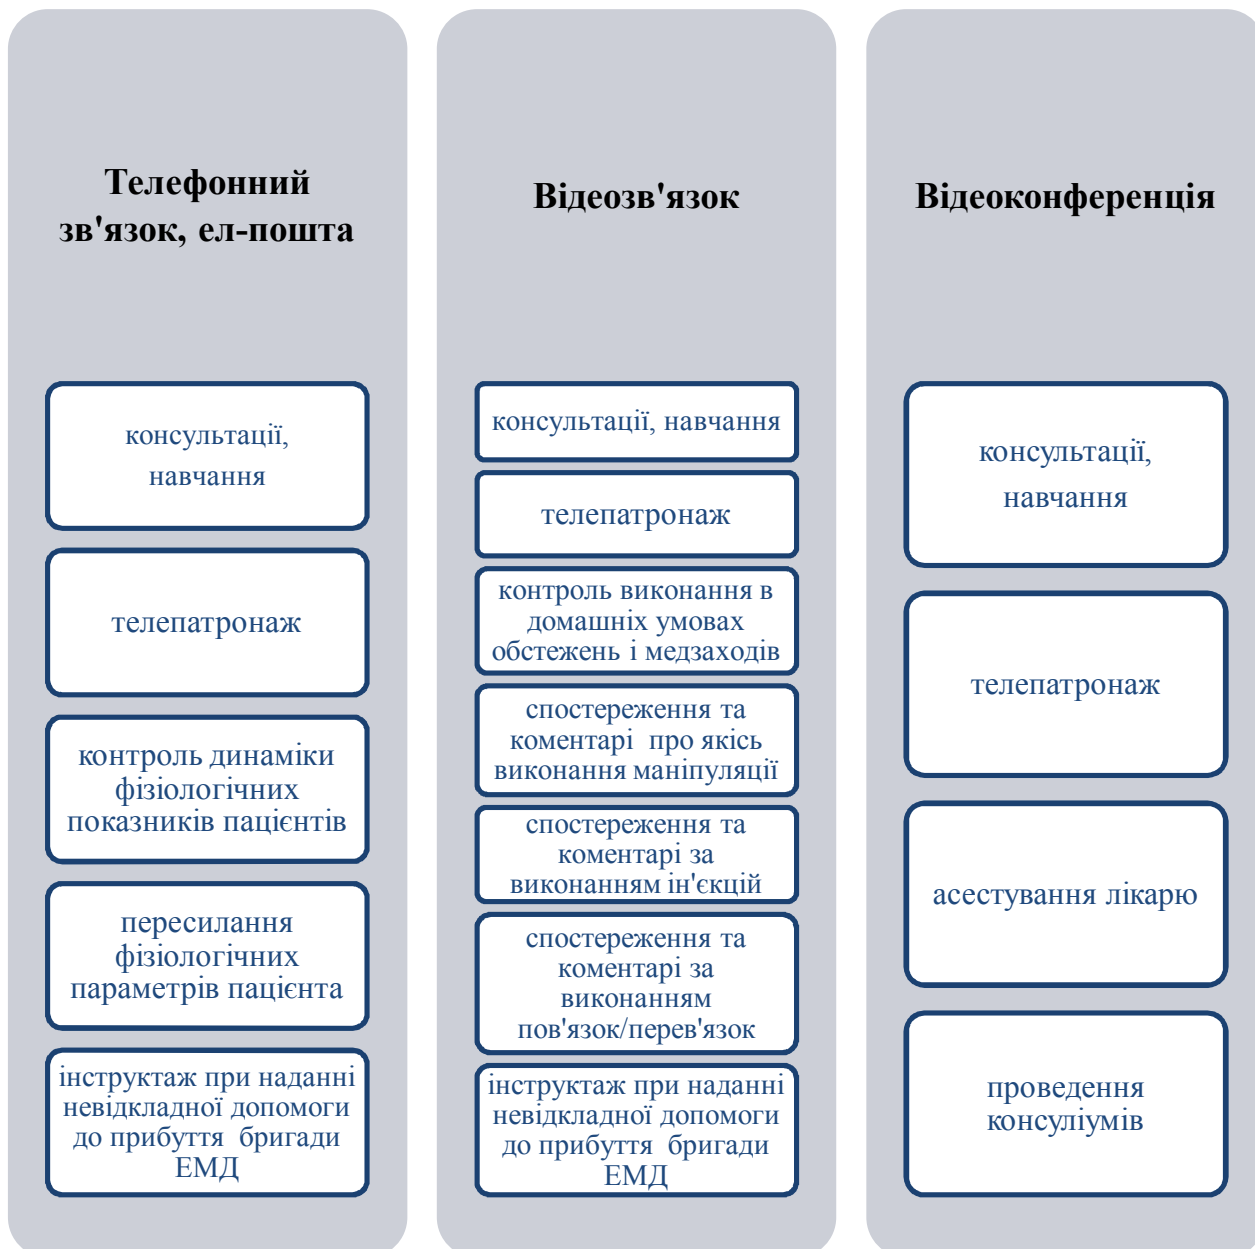 Телефонний
зв'язок, ел-пошта
консультації,
навчання
телепатронаж
контроль динаміки
фізіологічних
показників пацієнтів
пересилання
фізіологічних
параметрів пацієнта
інструктаж при наданні
невідкладної допомоги
до прибуття бригади
ЕМД
Відеозв'язок
консультації, навчання
телепатронаж
контроль виконання в
домашніх умовах
обстежень і медзаходів
спостереження та
коментарі про якісь
виконання маніпуляції
спостереження та
коментарі за
виконанням ін'єкцій
спостереження та
коментарі за
виконанням
пов'язок/перев'язок
інструктаж при наданні
невідкладної допомоги
до прибуття бригади
ЕМД
Відеоконференція
консультації,
навчання
телепатронаж
асестування лікарю
проведення
консуліумів